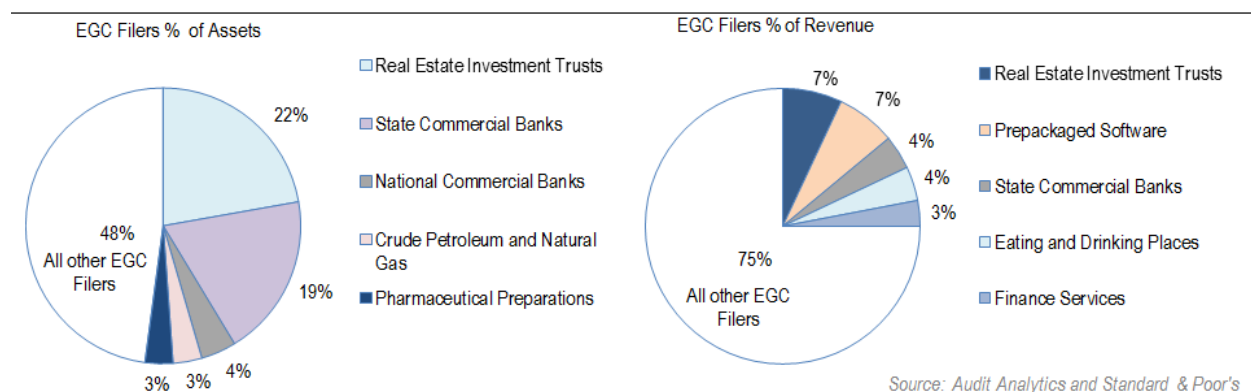 EGC Filers % of Assets
22%
19%
4%
3%
3%
48%
All other EGC
Filers
Real Estate Investment Trusts
State Commercial Banks
National Commercial Banks
Crude Petroleum and Natural
Gas
Pharmaceutical Preparations
EGC Filers % of Revenue
7%
7%
4%
4%
3%
75%
All other EGC
Filers
Real Estate Investment Trusts
Prepackaged Software
State Commercial Banks
Eating and Drinking Places
Finance Services
Source: Audit Analytics and Standard & Poor's